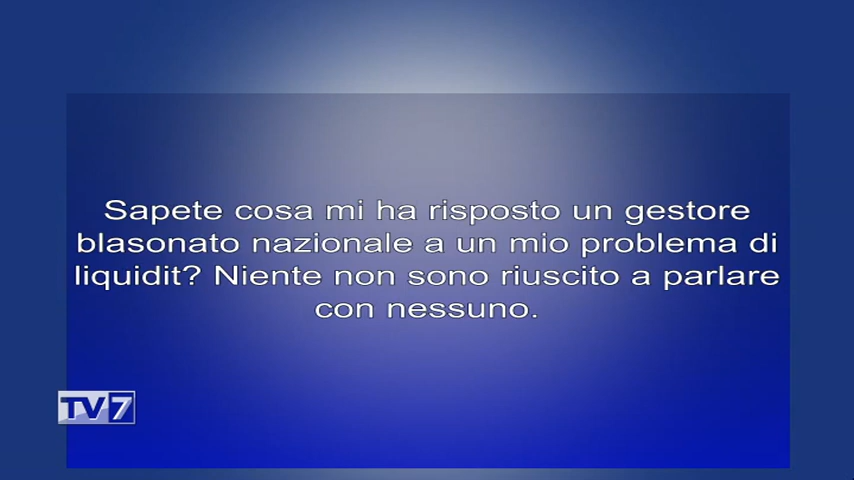 Sapete cosa mi ha risposto un gestore
blasonato nazionale a un mio problema di
liquidit? Niente non sono riuscito a parlare
con nessuno.
TV7